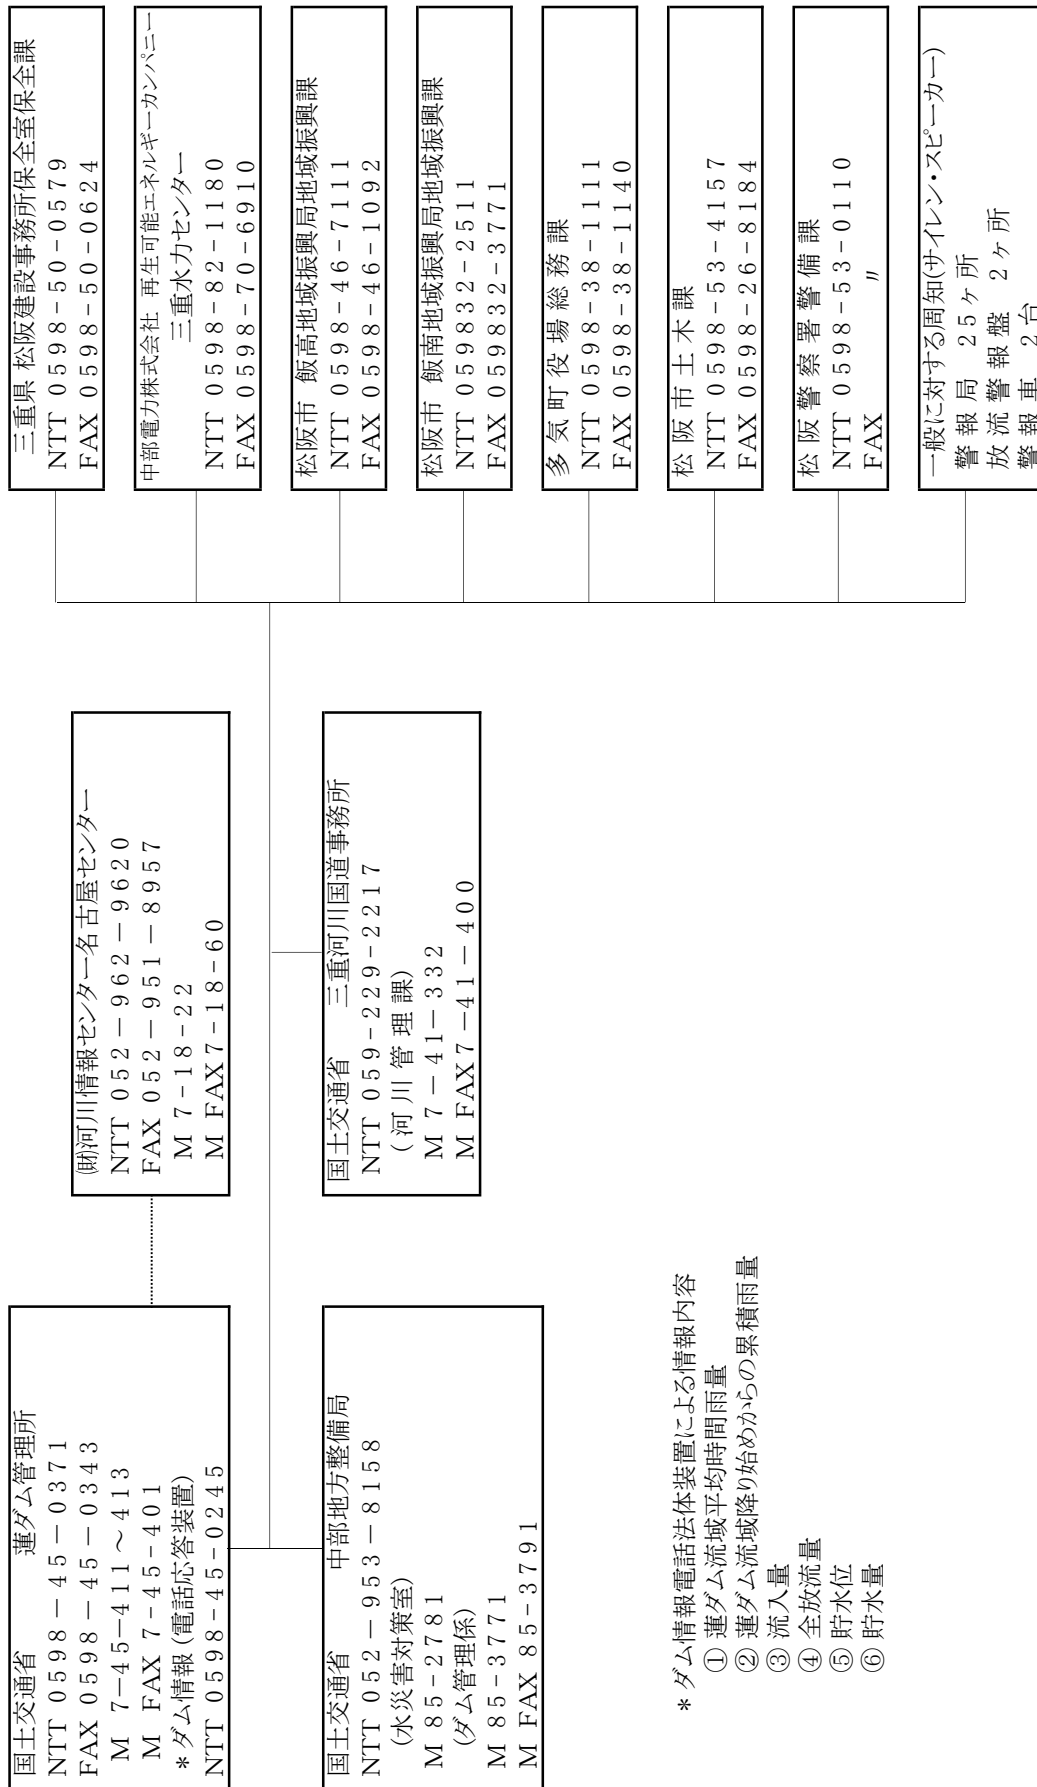 国土交通省　　蓮ダム管理所
NTT 0598－45－0371
FAX 0598－45－0343
M 7－45-411～413
M FAX 7-45-401
*ダム情報(電話応答装置)
NTT 0598-45-0245
国土交通省　　中部地方整備局
NTT 052－953－8158
(水災害対策室)
M 85-2781
(ダム管理係)
M 85-3771
M FAX 85-3791
㈶河川情報センター名古屋センター
NTT 052－962－9620
FAX 052－951－8957
M 7-18-22
M FAX7-18-60
国土交通省　　三重河川国道事務所
NTT 059-229-2217
(河川管理課)
M 7－41－332
M FAX7－41－400
三重県 松阪建設事務所保全室保全課
NTT 0598-50-0579
FAX 0598-50-0624
中部電力株式会社 再生可能エネルギーカンパニー
三重水力センター
NTT 0598-82-1180
FAX 0598-70-6910
松阪市　飯高地域振興局地域振興課
NTT 0598-46-7111
FAX 0598-46-1092
松阪市　飯南地域振興局地域振興課
NTT 059832-2511
FAX 059832-3771
多気町役場総務課
NTT 0598-38-1111
FAX 0598-38-1140
松阪市土木課
NTT 0598-53-4157
FAX 0598-26-8184
松阪警察署警備課
NTT 0598-53-0110
FAX　　〃
一般に対する周知(サイレン・スピーカー)
警報局　25ヶ所
放流警報盤 2ヶ所
警報車　2台
*ダム情報電話法体装置による情報内容
①蓮ダム流域平均時間雨量
②蓮ダム流域降り始めからの累積雨量
③流入量
④全放流量
⑤貯水位
⑥貯水量